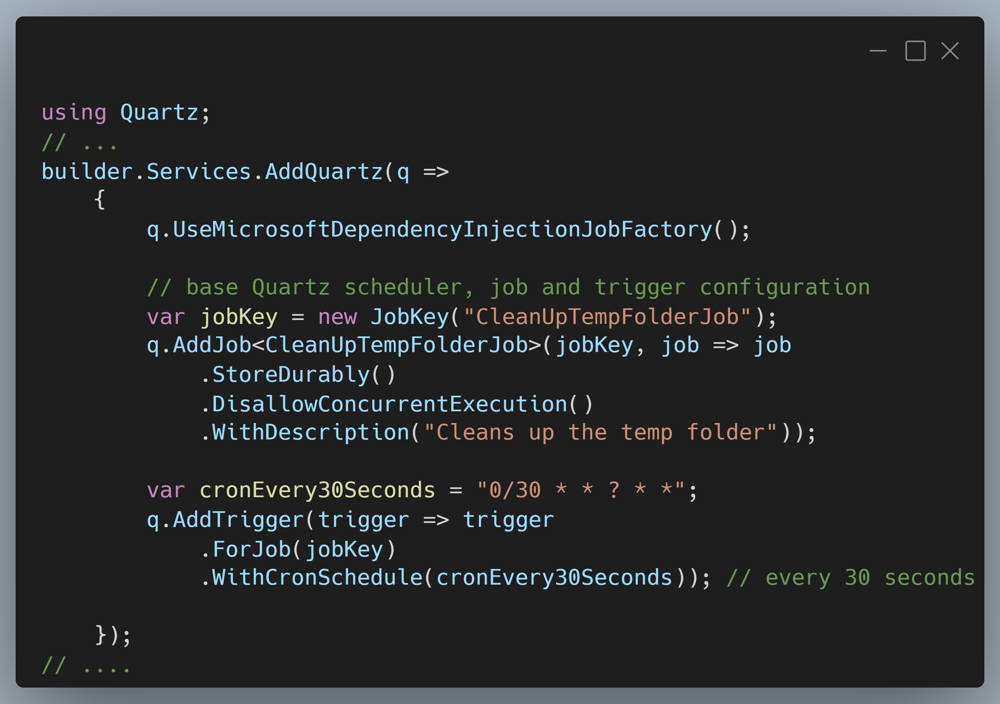 using Quartz;
// ...
builder.Services.AddQuartz(q =>
    {
        q.UseMicrosoftDependencyInjectionJobFactory();

        // base Quartz scheduler, job and trigger configuration
        var jobKey = new JobKey("CleanUpTempFolderJob");
        q.AddJob<CleanUpTempFolderJob>(jobKey, job => job
            .StoreDurably()
            .DisallowConcurrentExecution()
            .WithDescription("Cleans up the temp folder"));

        var cronEvery30Seconds = "0/30 * * ? * *";
        q.AddTrigger(trigger => trigger
            .ForJob(jobKey)
            .WithCronSchedule(cronEvery30Seconds)); // every 30 seconds

    });
// ....